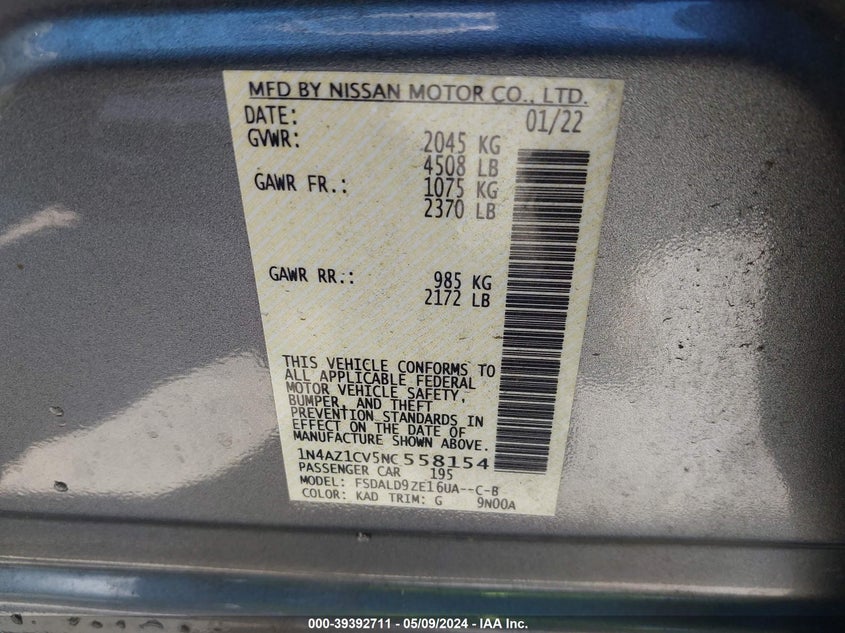 MFD BY NISSAN MOTOR CO., LTD.
DATE: 01/22
GVWR: 2045 KG
4508 LB
GAWR FR.: 1075 KG
2370 LB
GAWR RR.: 985 KG
2172 LB
THIS VEHICLE CONFORMS TO
ALL APPLICABLE FEDERAL
MOTOR VEHICLE SAFETY,
BUMPER, AND THEFT
PREVENTION STANDARDS IN
EFFECT ON THE DATE OF
MANUFACTURE SHOWN ABOVE.
1N4AZ1CV5NC558154
PASSENGER CAR 195
MODEL: FSDALD9ZE16UA--C-B
COLOR: KAD TRIM: G 9N00A
000-39392711 - 05/09/2024 - IAA Inc.